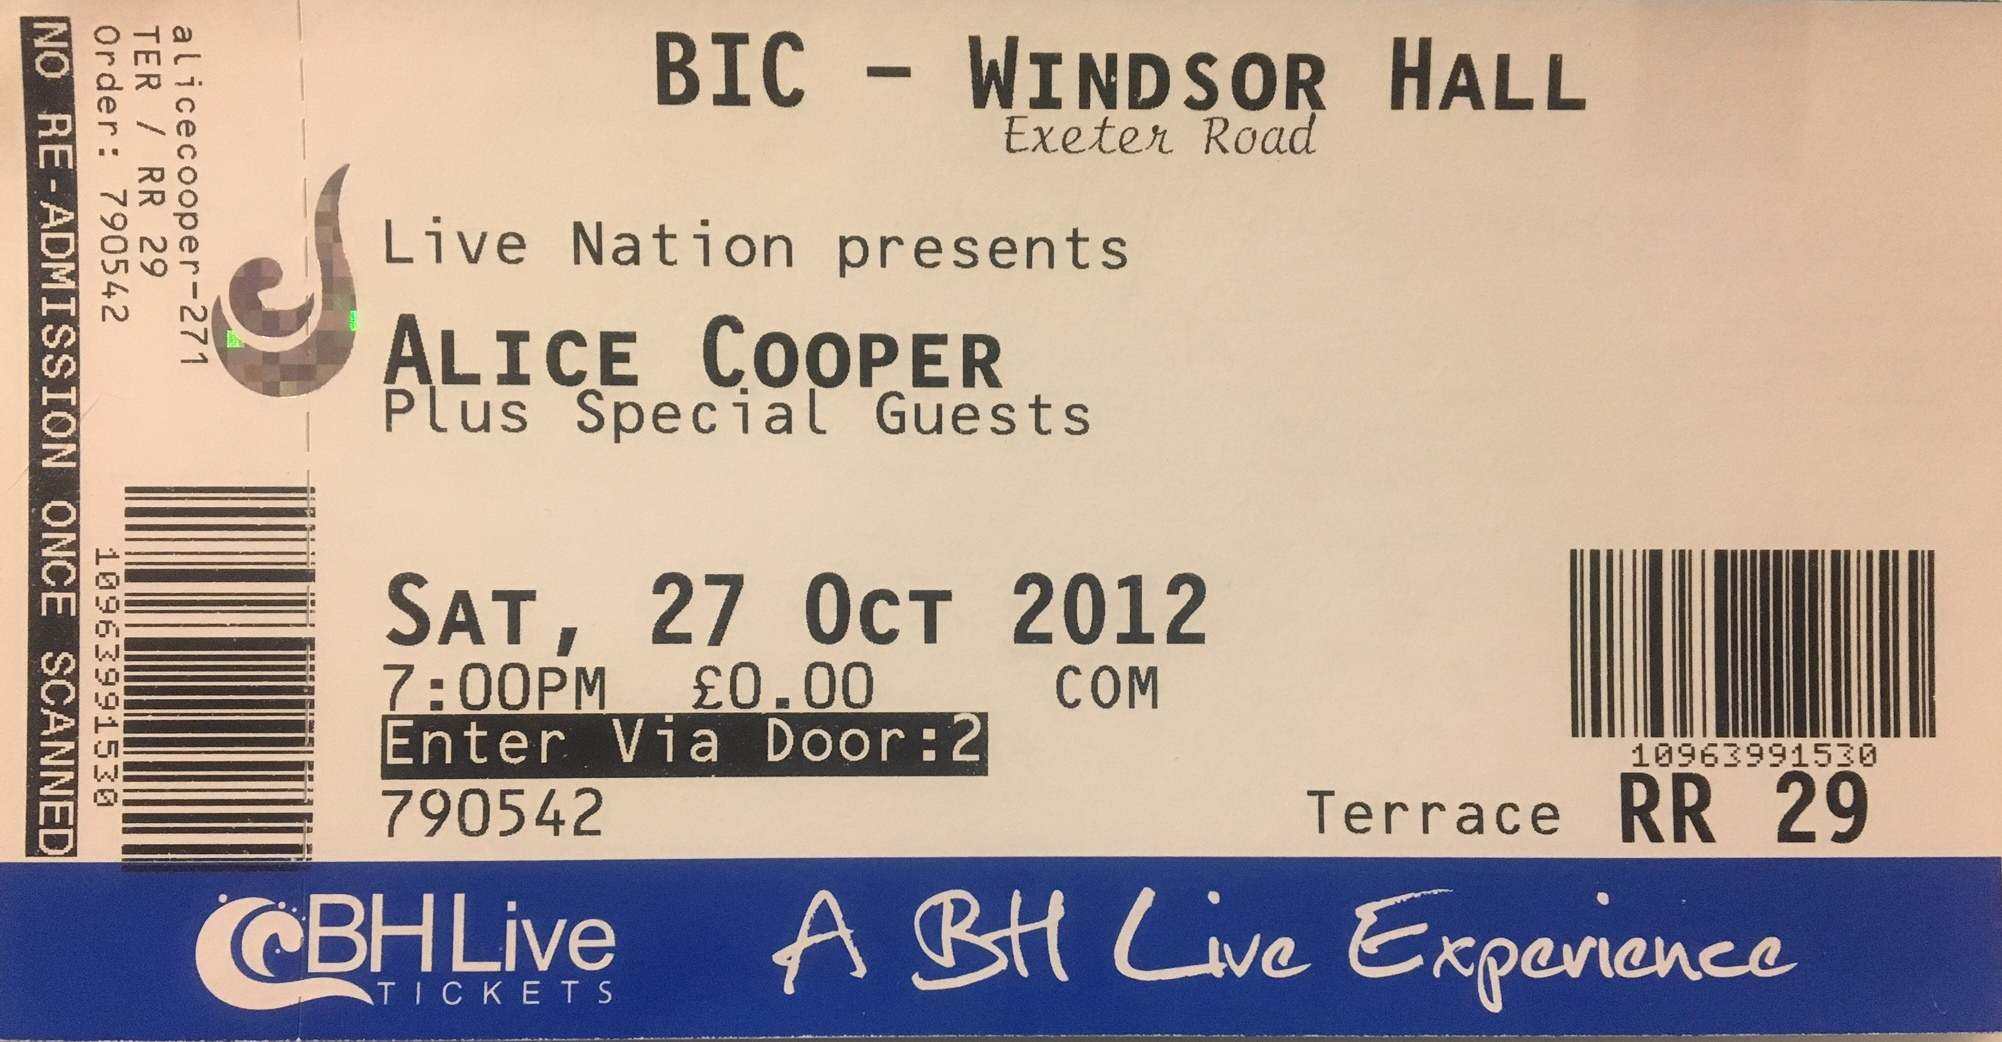 NO RE-ADMISSION ONCE SCANNED
alicecooper-271
TER / RR 29
Order: 790542
10963991530
BIC - WINDSOR HALL
Exeter Road
Live Nation presents
ALICE COOPER
Plus Special Guests
SAT, 27 OCT 2012
7:00PM £0.00 COM
Enter Via Door:2
790542
10963991530
Terrace RR 29
BH Live
TICKETS
A BH Live Experience